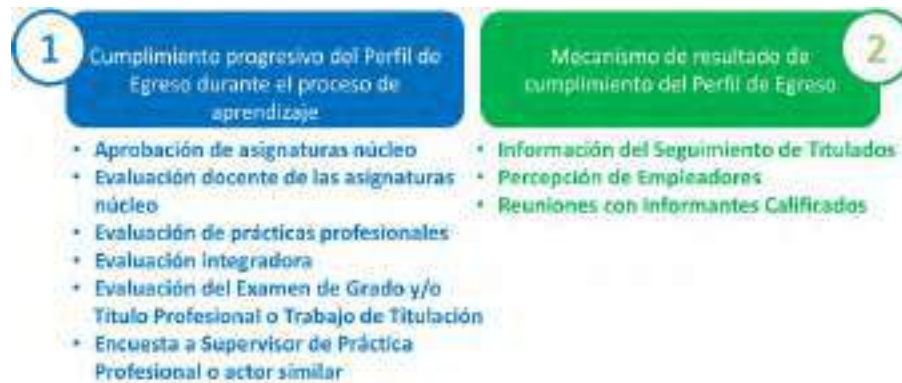 1
Cumplimiento progresivo del Perfil de
Egreso durante el proceso de
aprendizaje
• Aprobación de asignaturas núcleo
• Evaluación docente de las asignaturas
núcleo
• Evaluación de prácticas profesionales
• Evaluación integradora
• Evaluación del Examen de Grado y/o
Título Profesional o Trabajo de Titulación
• Encuesta a Supervisor de Práctica
Profesional o actor similar
2
Mecanismo de resultado de
cumplimiento del Perfil de Egreso
• Información del Seguimiento de Titulados
• Percepción de Empleadores
• Reuniones con Informantes Calificados